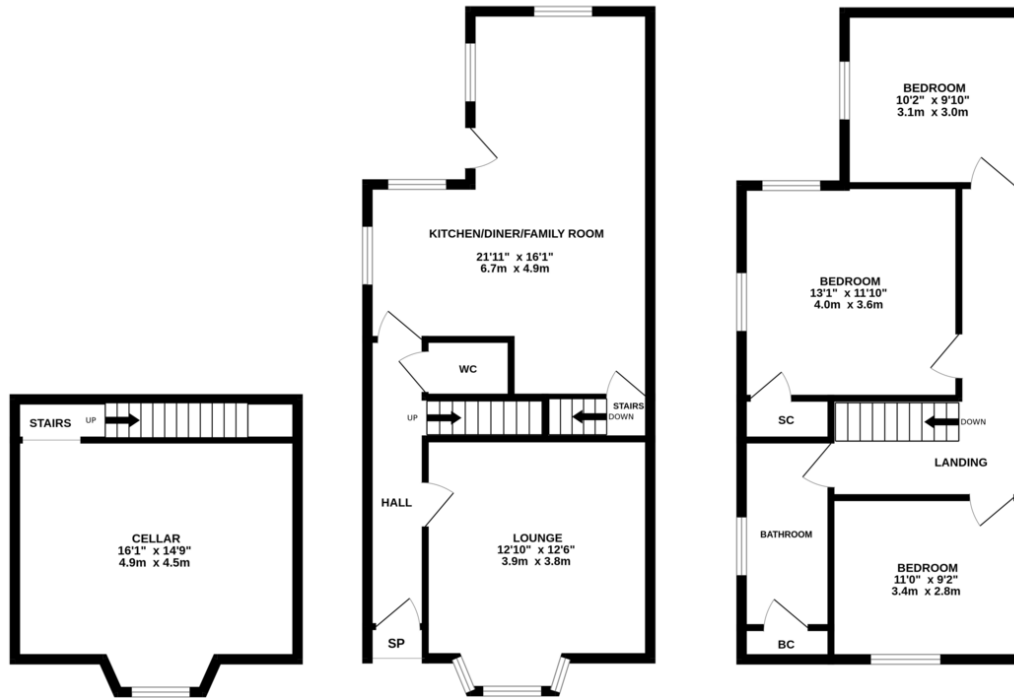 STAIRS
UP
CELLAR
16'1" x 14'9"
4.9m x 4.5m
KITCHEN/DINER/FAMILY ROOM
21'11" x 16'1"
6.7m x 4.9m
WC
UP
STAIRS
DOWN
HALL
LOUNGE
12'10" x 12'6"
3.9m x 3.8m
SP
BEDROOM
10'2" x 9'10"
3.1m x 3.0m
BEDROOM
13'1" x 11'10"
4.0m x 3.6m
SC
DOWN
LANDING
BATHROOM
BEDROOM
11'0" x 9'2"
3.4m x 2.8m
BC